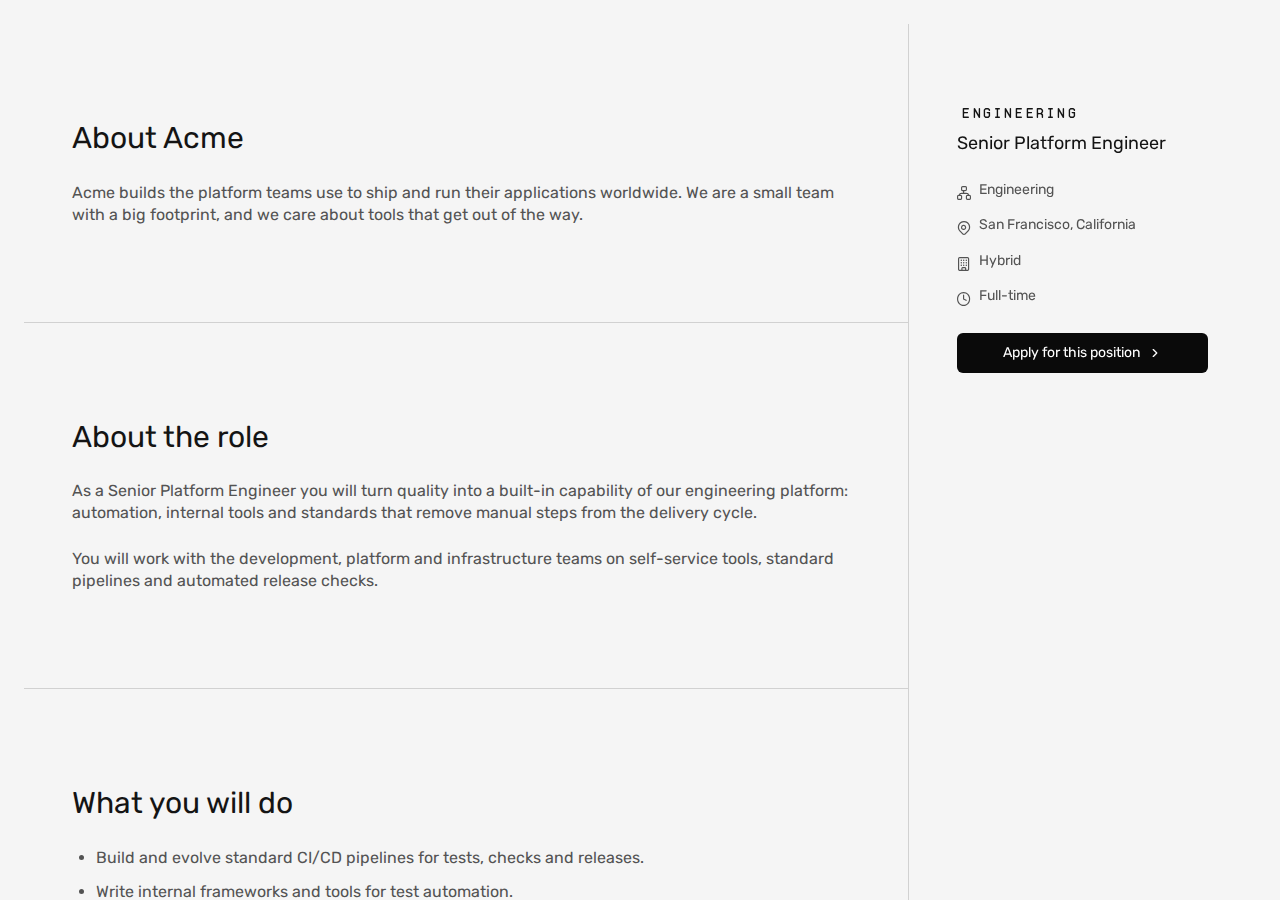 About Acme
Acme builds the platform teams use to ship and run their applications worldwide. We are a small team
with a big footprint, and we care about tools that get out of the way.
About the role
As a Senior Platform Engineer you will turn quality into a built-in capability of our engineering platform:
automation, internal tools and standards that remove manual steps from the delivery cycle.
You will work with the development, platform and infrastructure teams on self-service tools, standard
pipelines and automated release checks.
What you will do
• Build and evolve standard CI/CD pipelines for tests, checks and releases.
• Write internal frameworks and tools for test automation.
ENGINEERING
Senior Platform Engineer
Engineering
San Francisco, California
Hybrid
Full-time
Apply for this position